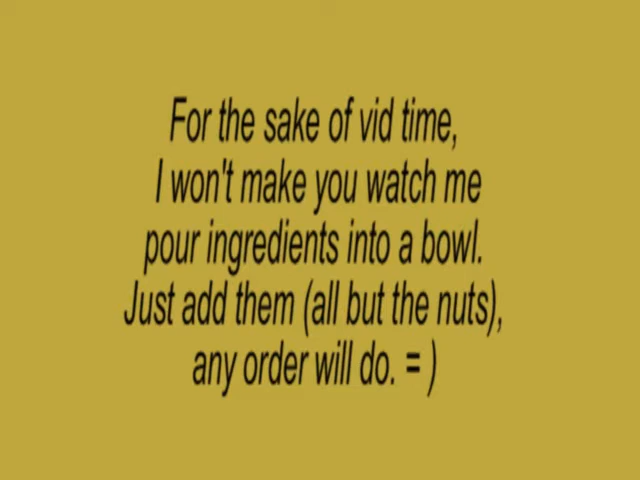 For the sake of vid time,
I won't make you watch me
pour ingredients into a bowl.
Just add them (all but the nuts),
any order will do. = )